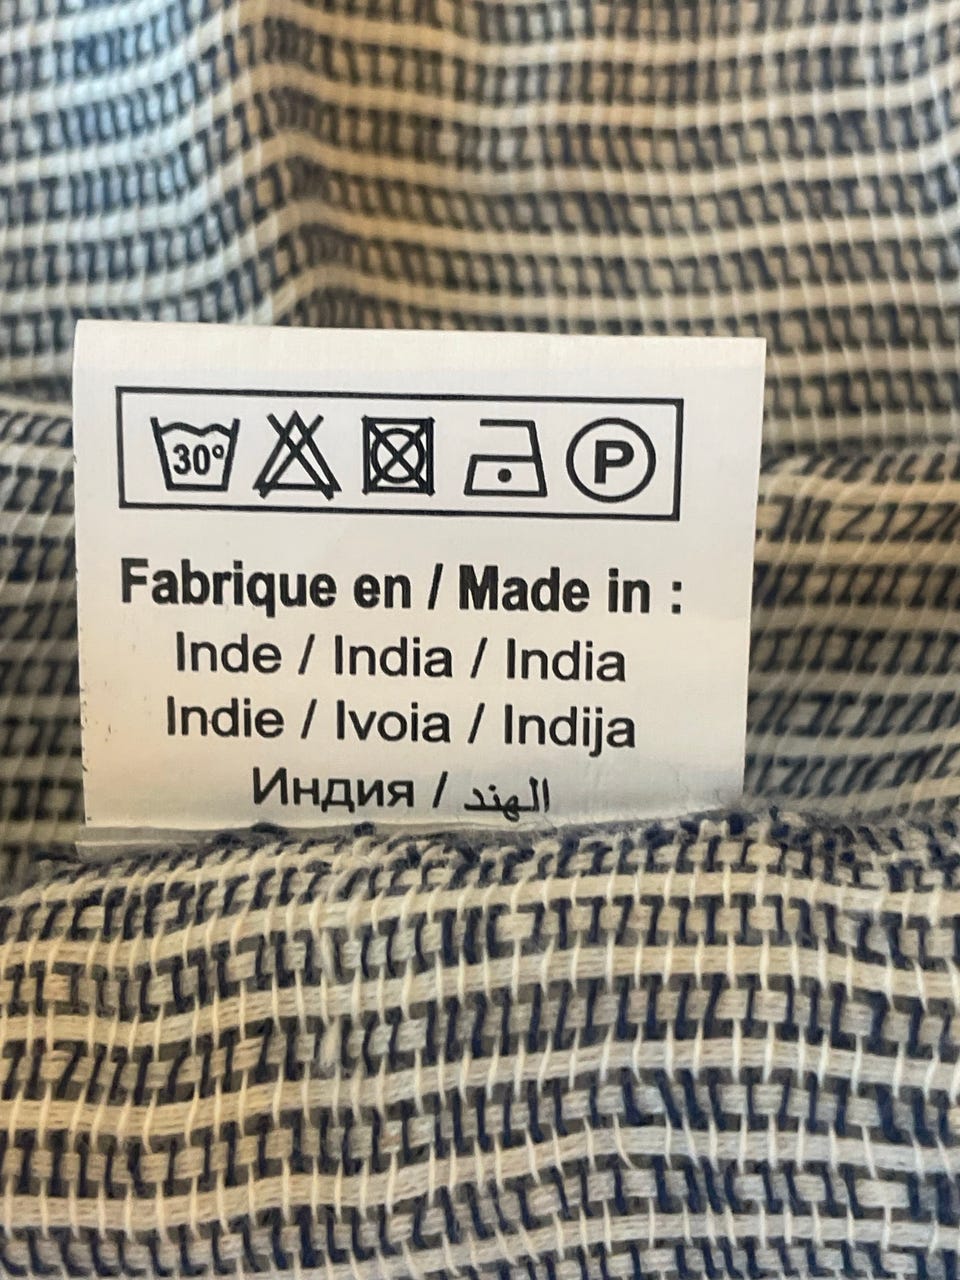 30°
P
Fabrique en / Made in :
Inde / India / India
Indie / Ivoia / Indija
Индия / الهند